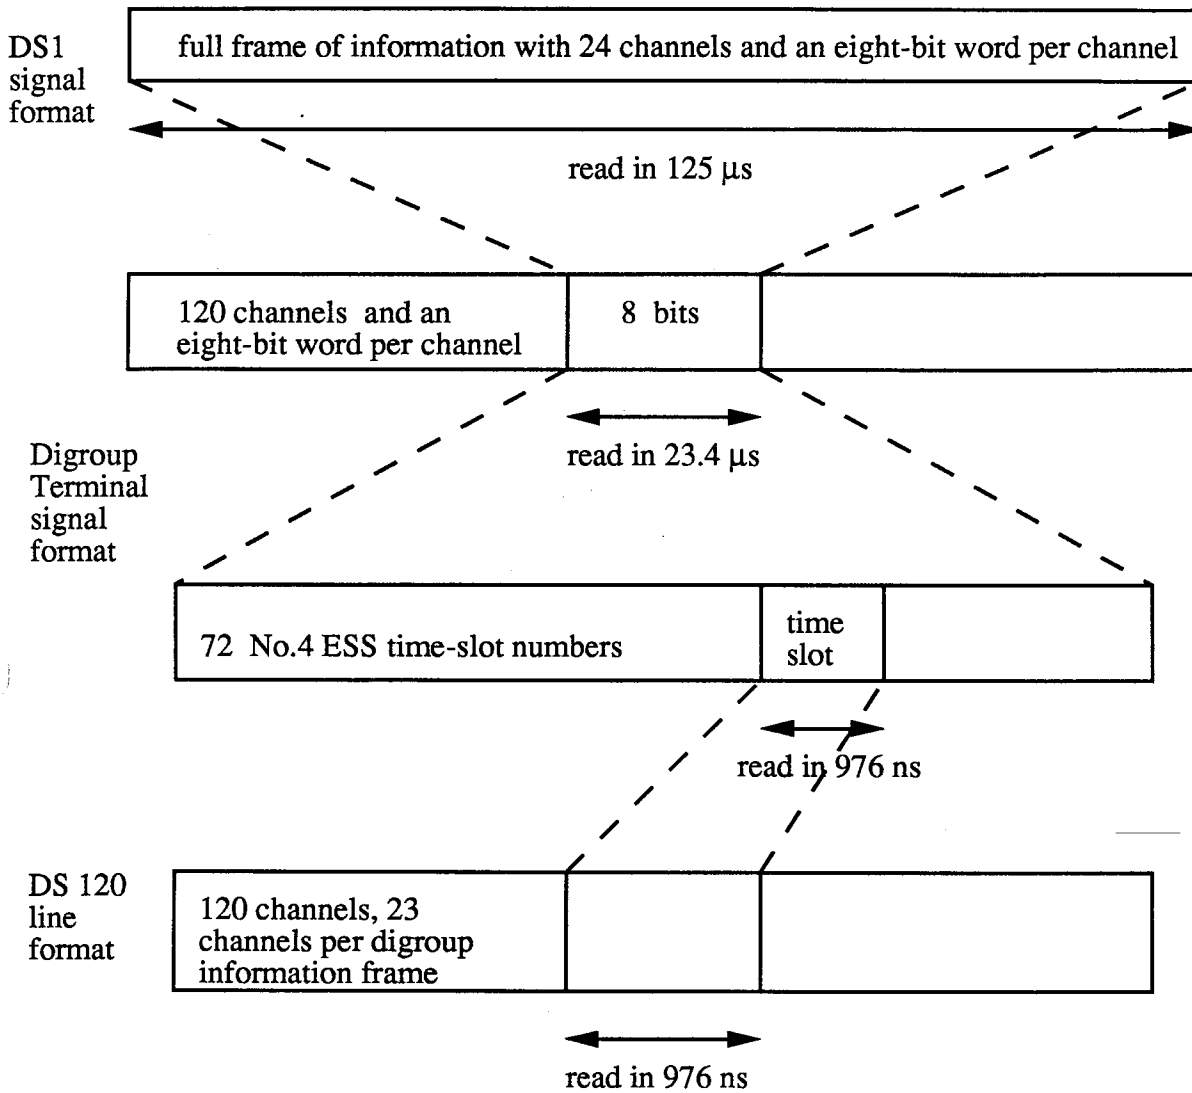 DS1
signal
format
full frame of information with 24 channels and an eight-bit word per channel
read in 125 µs
120 channels and an
eight-bit word per channel
8 bits
read in 23.4 µs
Digroup
Terminal
signal
format
72 No.4 ESS time-slot numbers
time
slot
read in 976 ns
DS 120
line
format
120 channels, 23
channels per digroup
information frame
read in 976 ns